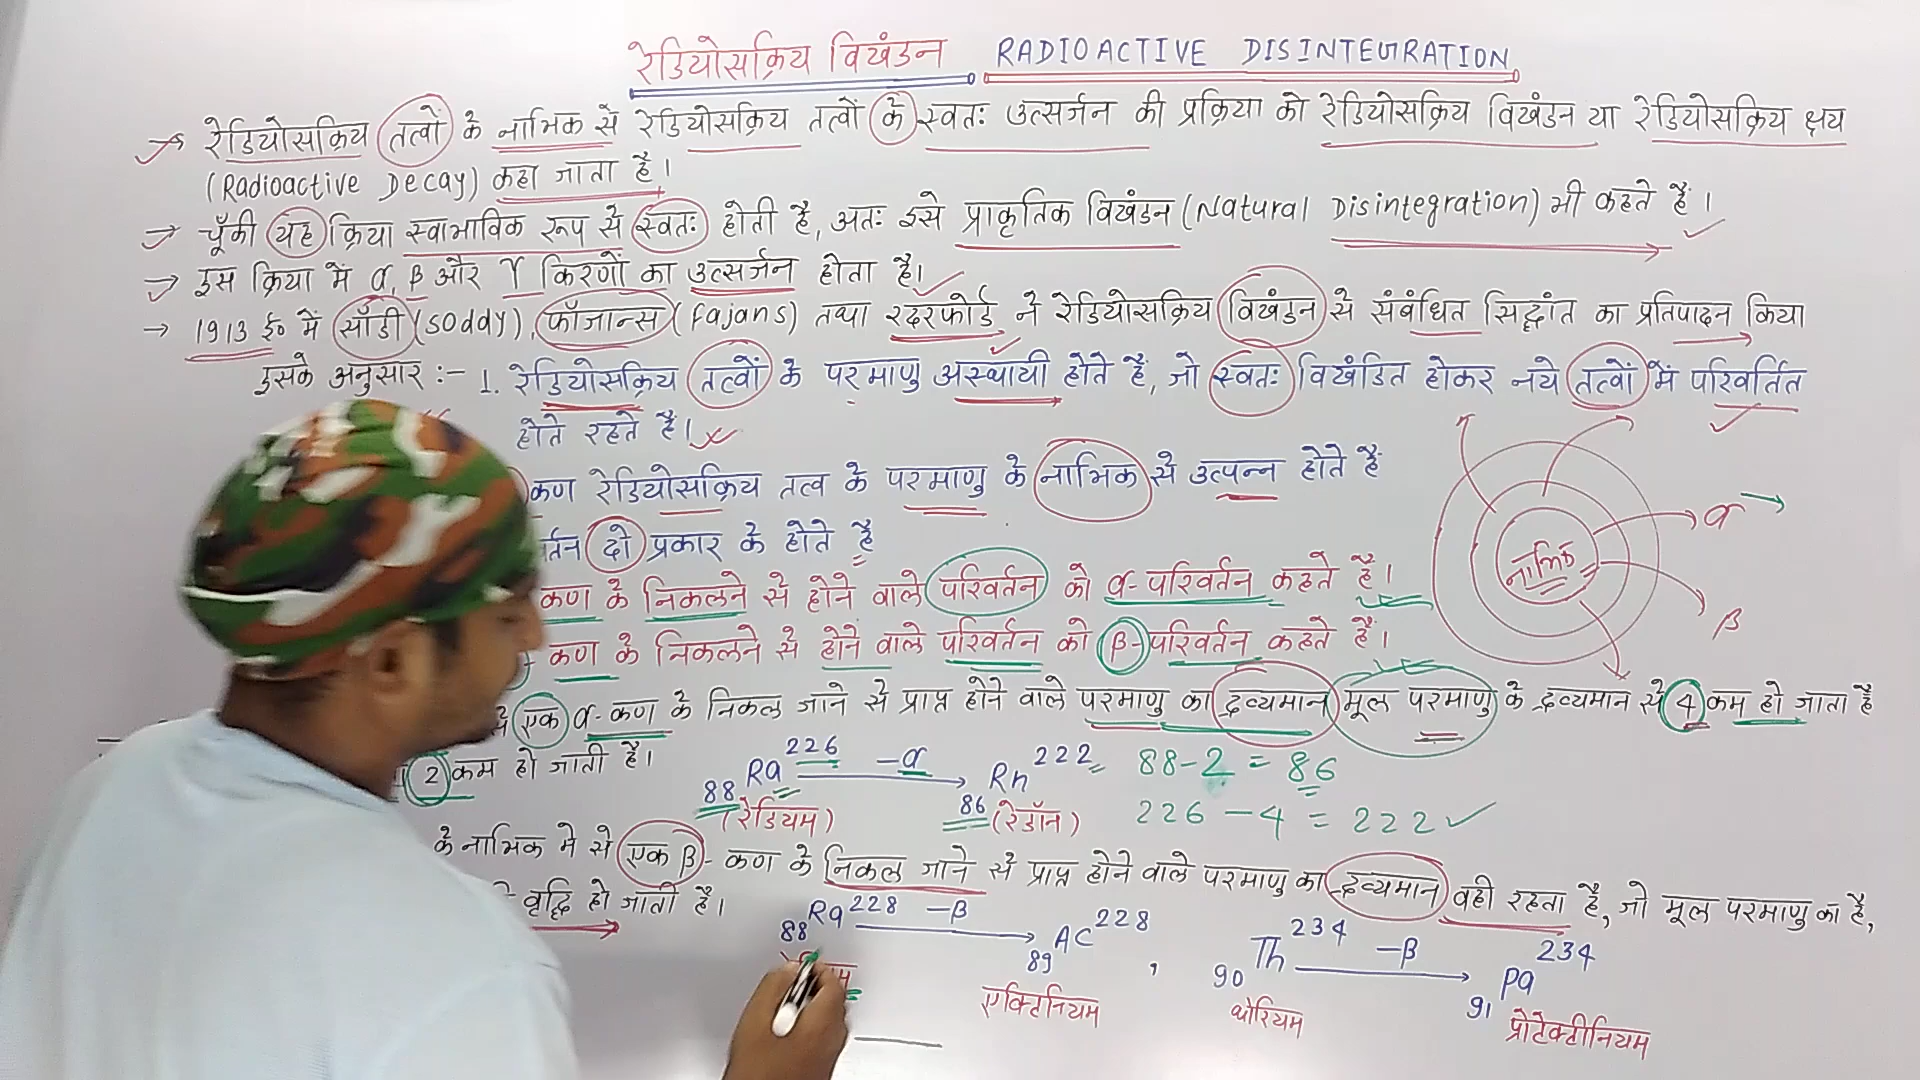 रेडियोसक्रिय विखंडन RADIOACTIVE DISINTEGRATION
→ रेडियोसक्रिय तत्वों के नाभिक से रेडियोसक्रिय तत्वों के स्वतः उत्सर्जन की प्रक्रिया को रेडियोसक्रिय विखंडन या रेडियोसक्रिय क्षय
(Radioactive Decay) कहा जाता है।
→ चूँकी यह क्रिया स्वाभाविक रूप से स्वतः होती है, अतः इसे प्राकृतिक विखंडन (Natural Disintegration) भी कहते हैं।
→ इस क्रिया में α, β और γ किरणों का उत्सर्जन होता है।
→ 1913 ई० में सॉडी (Soddy), फॉजान्स (Fajans) तथा रदरफोर्ड ने रेडियोसक्रिय विखंडन से संबंधित सिद्धांत का प्रतिपादन किया
इसके अनुसार :- 1. रेडियोसक्रिय तत्वों के परमाणु अस्थायी होते हैं, जो स्वतः विखंडित होकर नये तत्वों में परिवर्तित
होते रहते हैं।
कण रेडियोसक्रिय तत्व के परमाणु के नाभिक से उत्पन्न होते हैं
र्तन दो प्रकार के होते है
कण के निकलने से होने वाले परिवर्तन को α-परिवर्तन कहते है।
- कण के निकलने से होने वाले परिवर्तन को β-परिवर्तन कहते है।
नाभिक α β
से एक α-कण के निकल जाने से प्राप्त होने वाले परमाणु का द्रव्यमान मूल परमाणु के द्रव्यमान से 4 कम हो जाता है
2 कम हो जाती है। 88Ra226 -α→ 86Rn222 88-2 = 86
(रेडियम) (रेडॉन) 226 - 4 = 222
के नाभिक मे से एक β- कण के निकल जाने से प्राप्त होने वाले परमाणु का द्रव्यमान वही रहता है, जो मूल परमाणु का है,
वृद्धि हो जाती है। 88Ra228 -β→ 89Ac228 , 90Th234 -β→ 91Pa234
एक्टिनियम थोरियम प्रोटेक्टीनियम